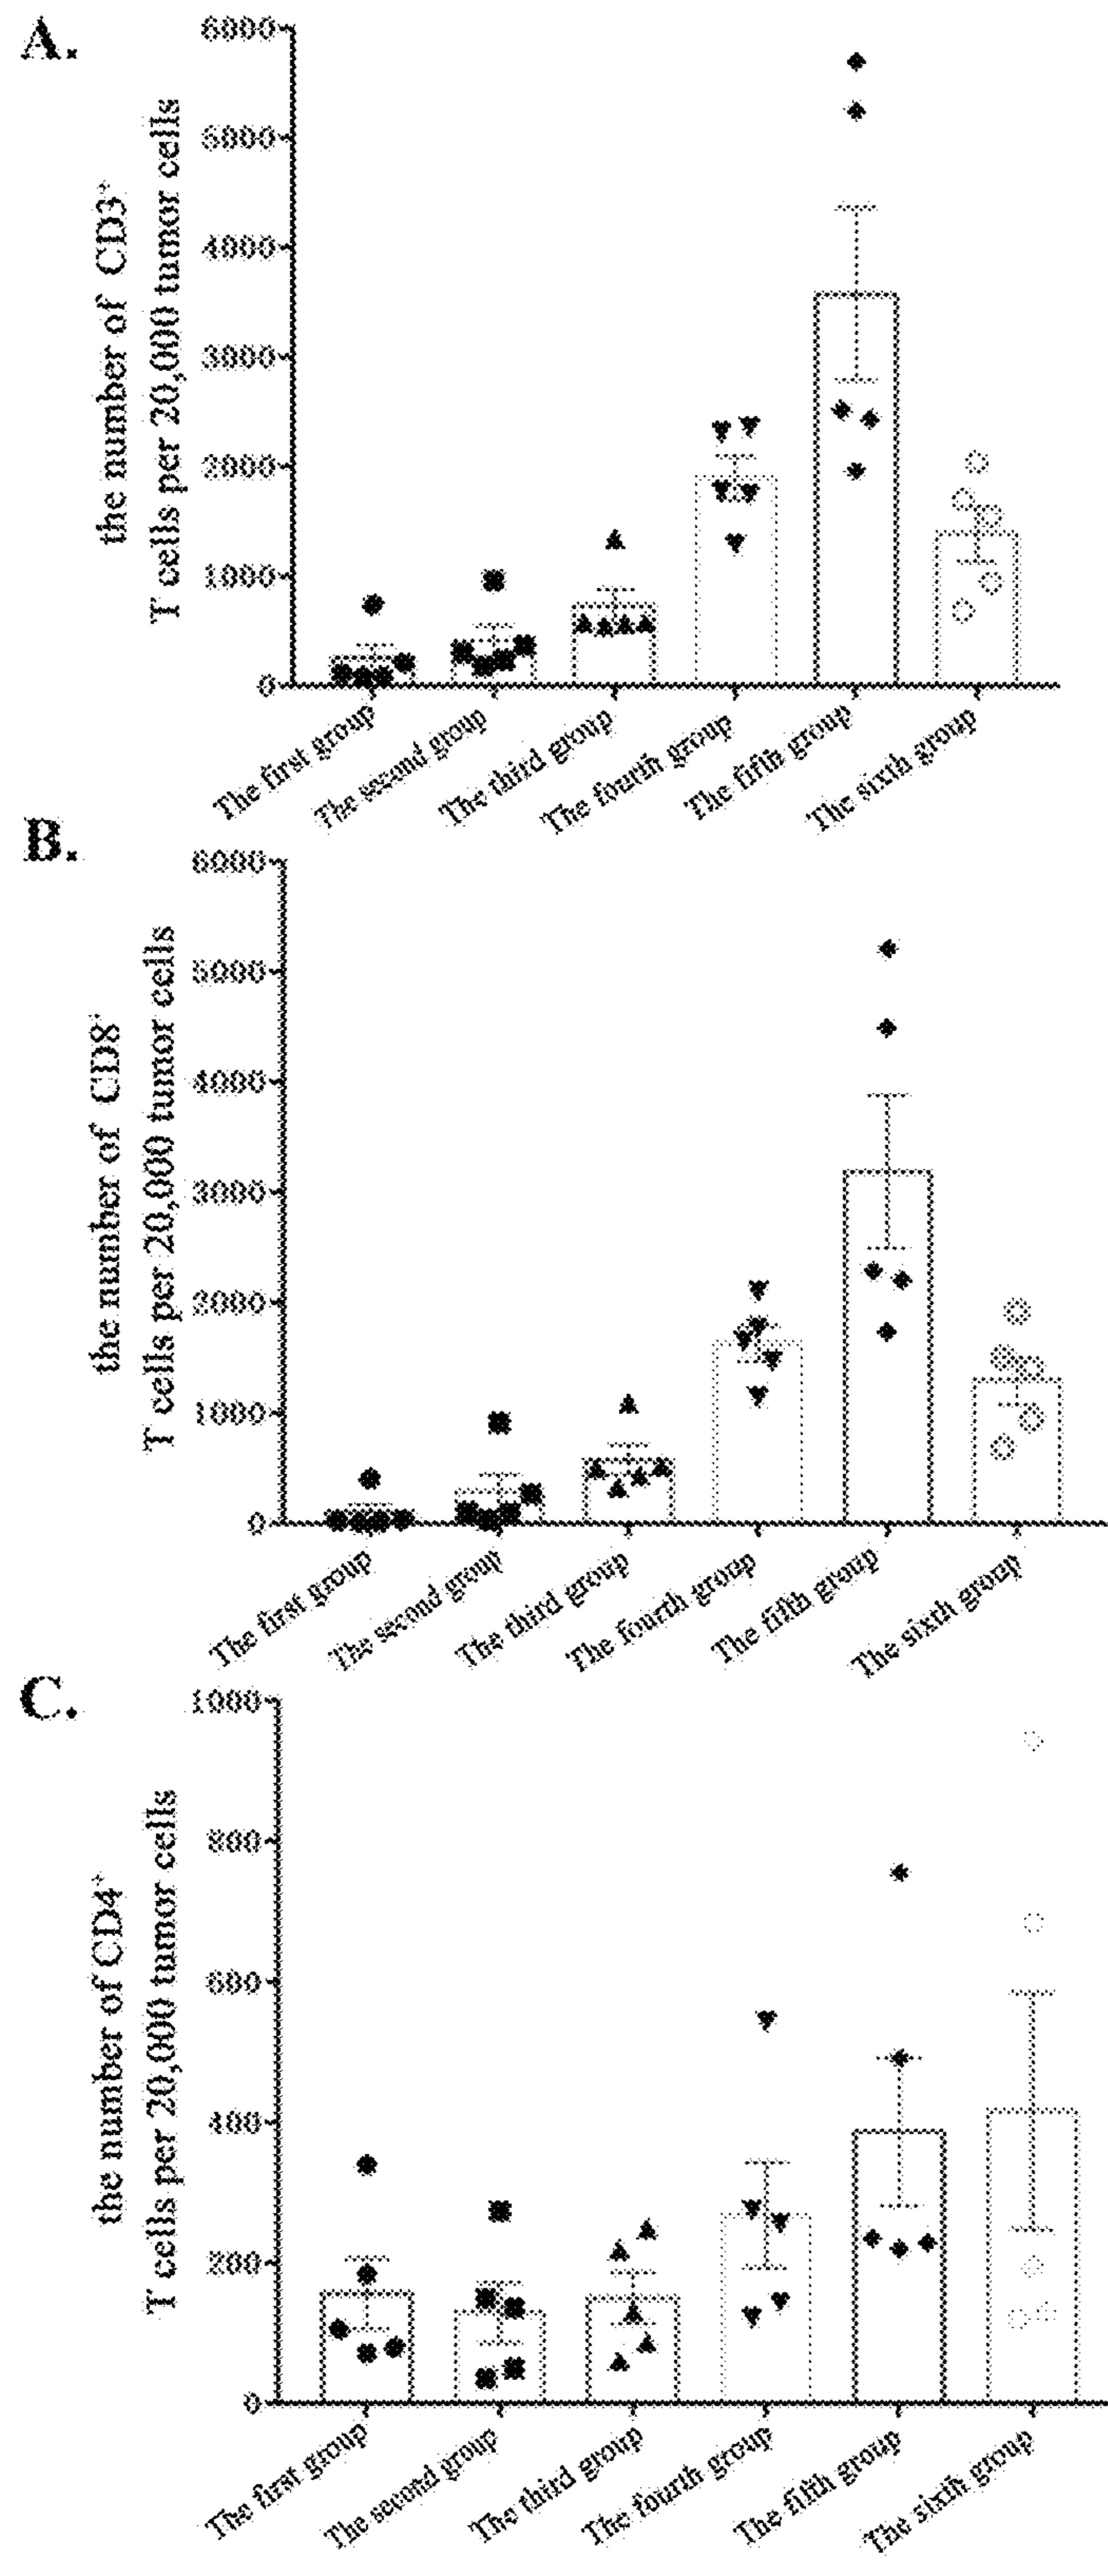 A.
the number of CD3⁺
T cells per 20,000 tumor cells
6000
5000
4000
3000
2000
1000
0
The first group
The second group
The third group
The fourth group
The fifth group
The sixth group
B.
the number of CD8⁺
T cells per 20,000 tumor cells
6000
5000
4000
3000
2000
1000
0
The first group
The second group
The third group
The fourth group
The fifth group
The sixth group
C.
the number of CD4⁺
T cells per 20,000 tumor cells
1000
800
600
400
200
0
The first group
The second group
The third group
The fourth group
The fifth group
The sixth group